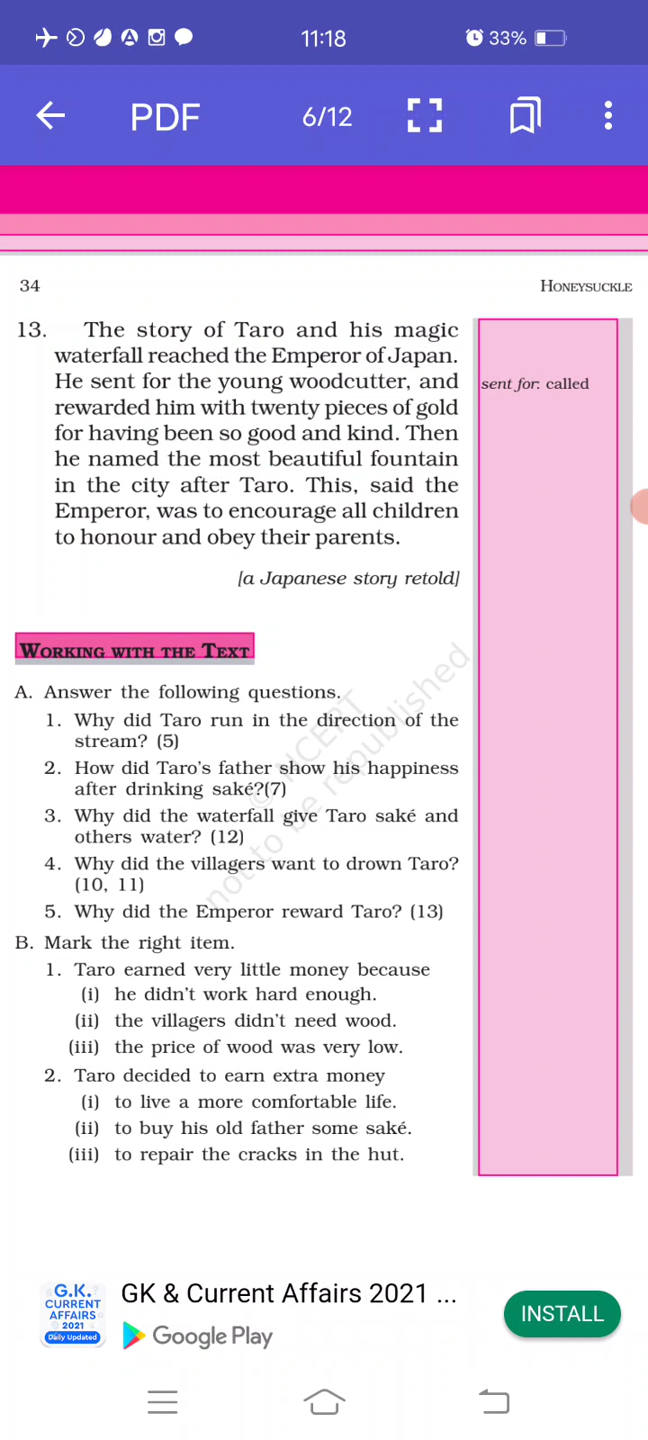 11:18
33%
PDF
6/12
34
HONEYSUCKLE
13. The story of Taro and his magic
waterfall reached the Emperor of Japan.
He sent for the young woodcutter, and
sent for: called
rewarded him with twenty pieces of gold
for having been so good and kind. Then
he named the most beautiful fountain
in the city after Taro. This, said the
Emperor, was to encourage all children
to honour and obey their parents.
[a Japanese story retold]
WORKING WITH THE TEXT
A. Answer the following questions.
1. Why did Taro run in the direction of the
stream? (5)
2. How did Taro's father show his happiness
after drinking saké?(7)
3. Why did the waterfall give Taro saké and
others water? (12)
4. Why did the villagers want to drown Taro?
(10, 11)
5. Why did the Emperor reward Taro? (13)
B. Mark the right item.
1. Taro earned very little money because
(i) he didn't work hard enough.
(ii) the villagers didn't need wood.
(iii) the price of wood was very low.
2. Taro decided to earn extra money
(i) to live a more comfortable life.
(ii) to buy his old father some saké.
(iii) to repair the cracks in the hut.
© NCERT
not to be republished
G.K.
CURRENT
AFFAIRS
2021
Daily Updated
GK & Current Affairs 2021 ...
Google Play
INSTALL